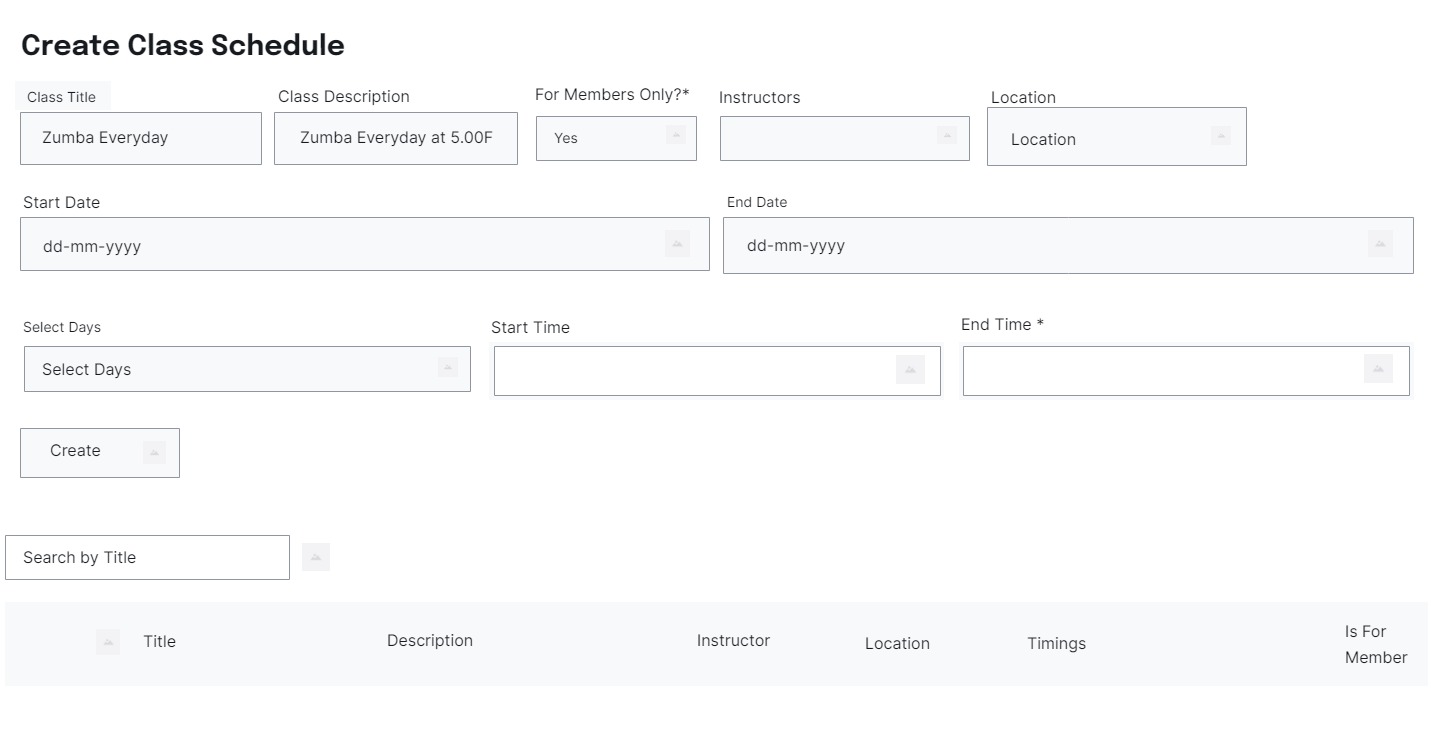 Create Class Schedule
Class Title
Class Description
For Members Only?*
Instructors
Location
Zumba Everyday
Zumba Everyday at 5.00F
Yes
Location
Start Date
End Date
dd-mm-yyyy
dd-mm-yyyy
Select Days
Start Time
End Time *
Select Days
Create
Search by Title
Title
Description
Instructor
Location
Timings
Is For
Member